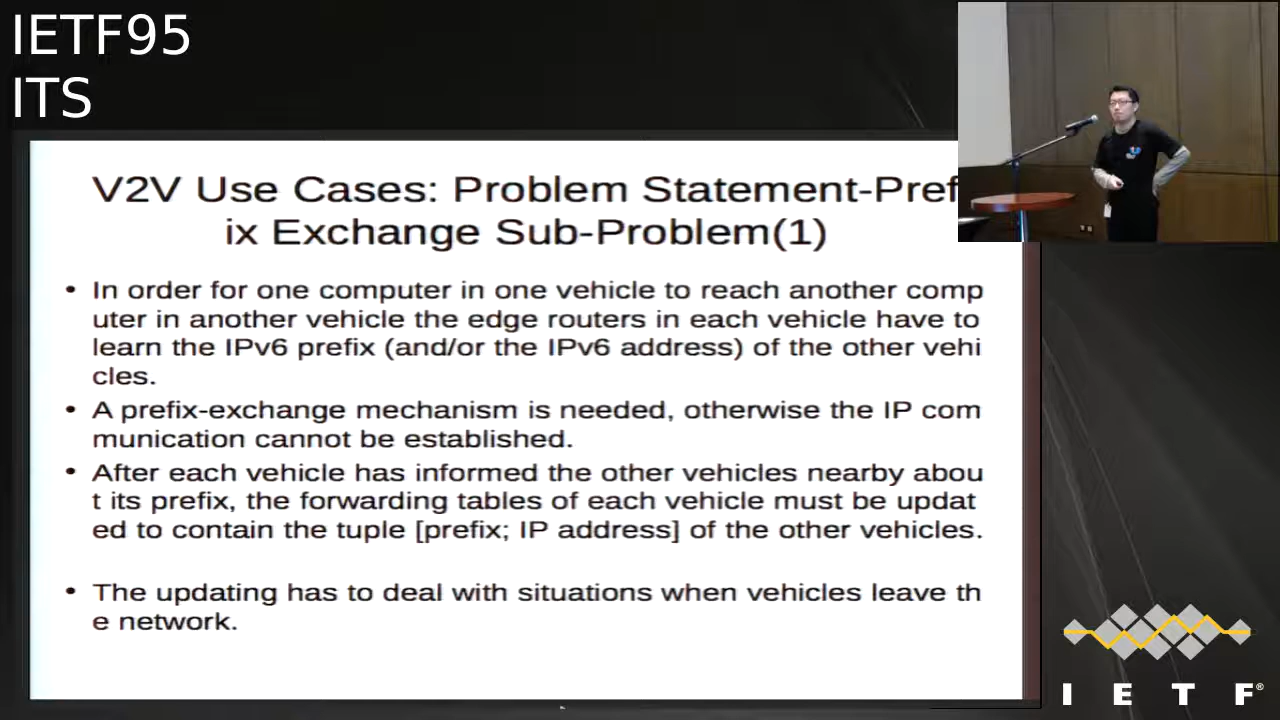 IETF95
ITS
V2V Use Cases: Problem Statement-Pref
ix Exchange Sub-Problem(1)
• In order for one computer in one vehicle to reach another comp
uter in another vehicle the edge routers in each vehicle have to
learn the IPv6 prefix (and/or the IPv6 address) of the other vehi
cles.
• A prefix-exchange mechanism is needed, otherwise the IP com
munication cannot be established.
• After each vehicle has informed the other vehicles nearby abou
t its prefix, the forwarding tables of each vehicle must be updat
ed to contain the tuple [prefix; IP address] of the other vehicles.
• The updating has to deal with situations when vehicles leave th
e network.
I E T F®